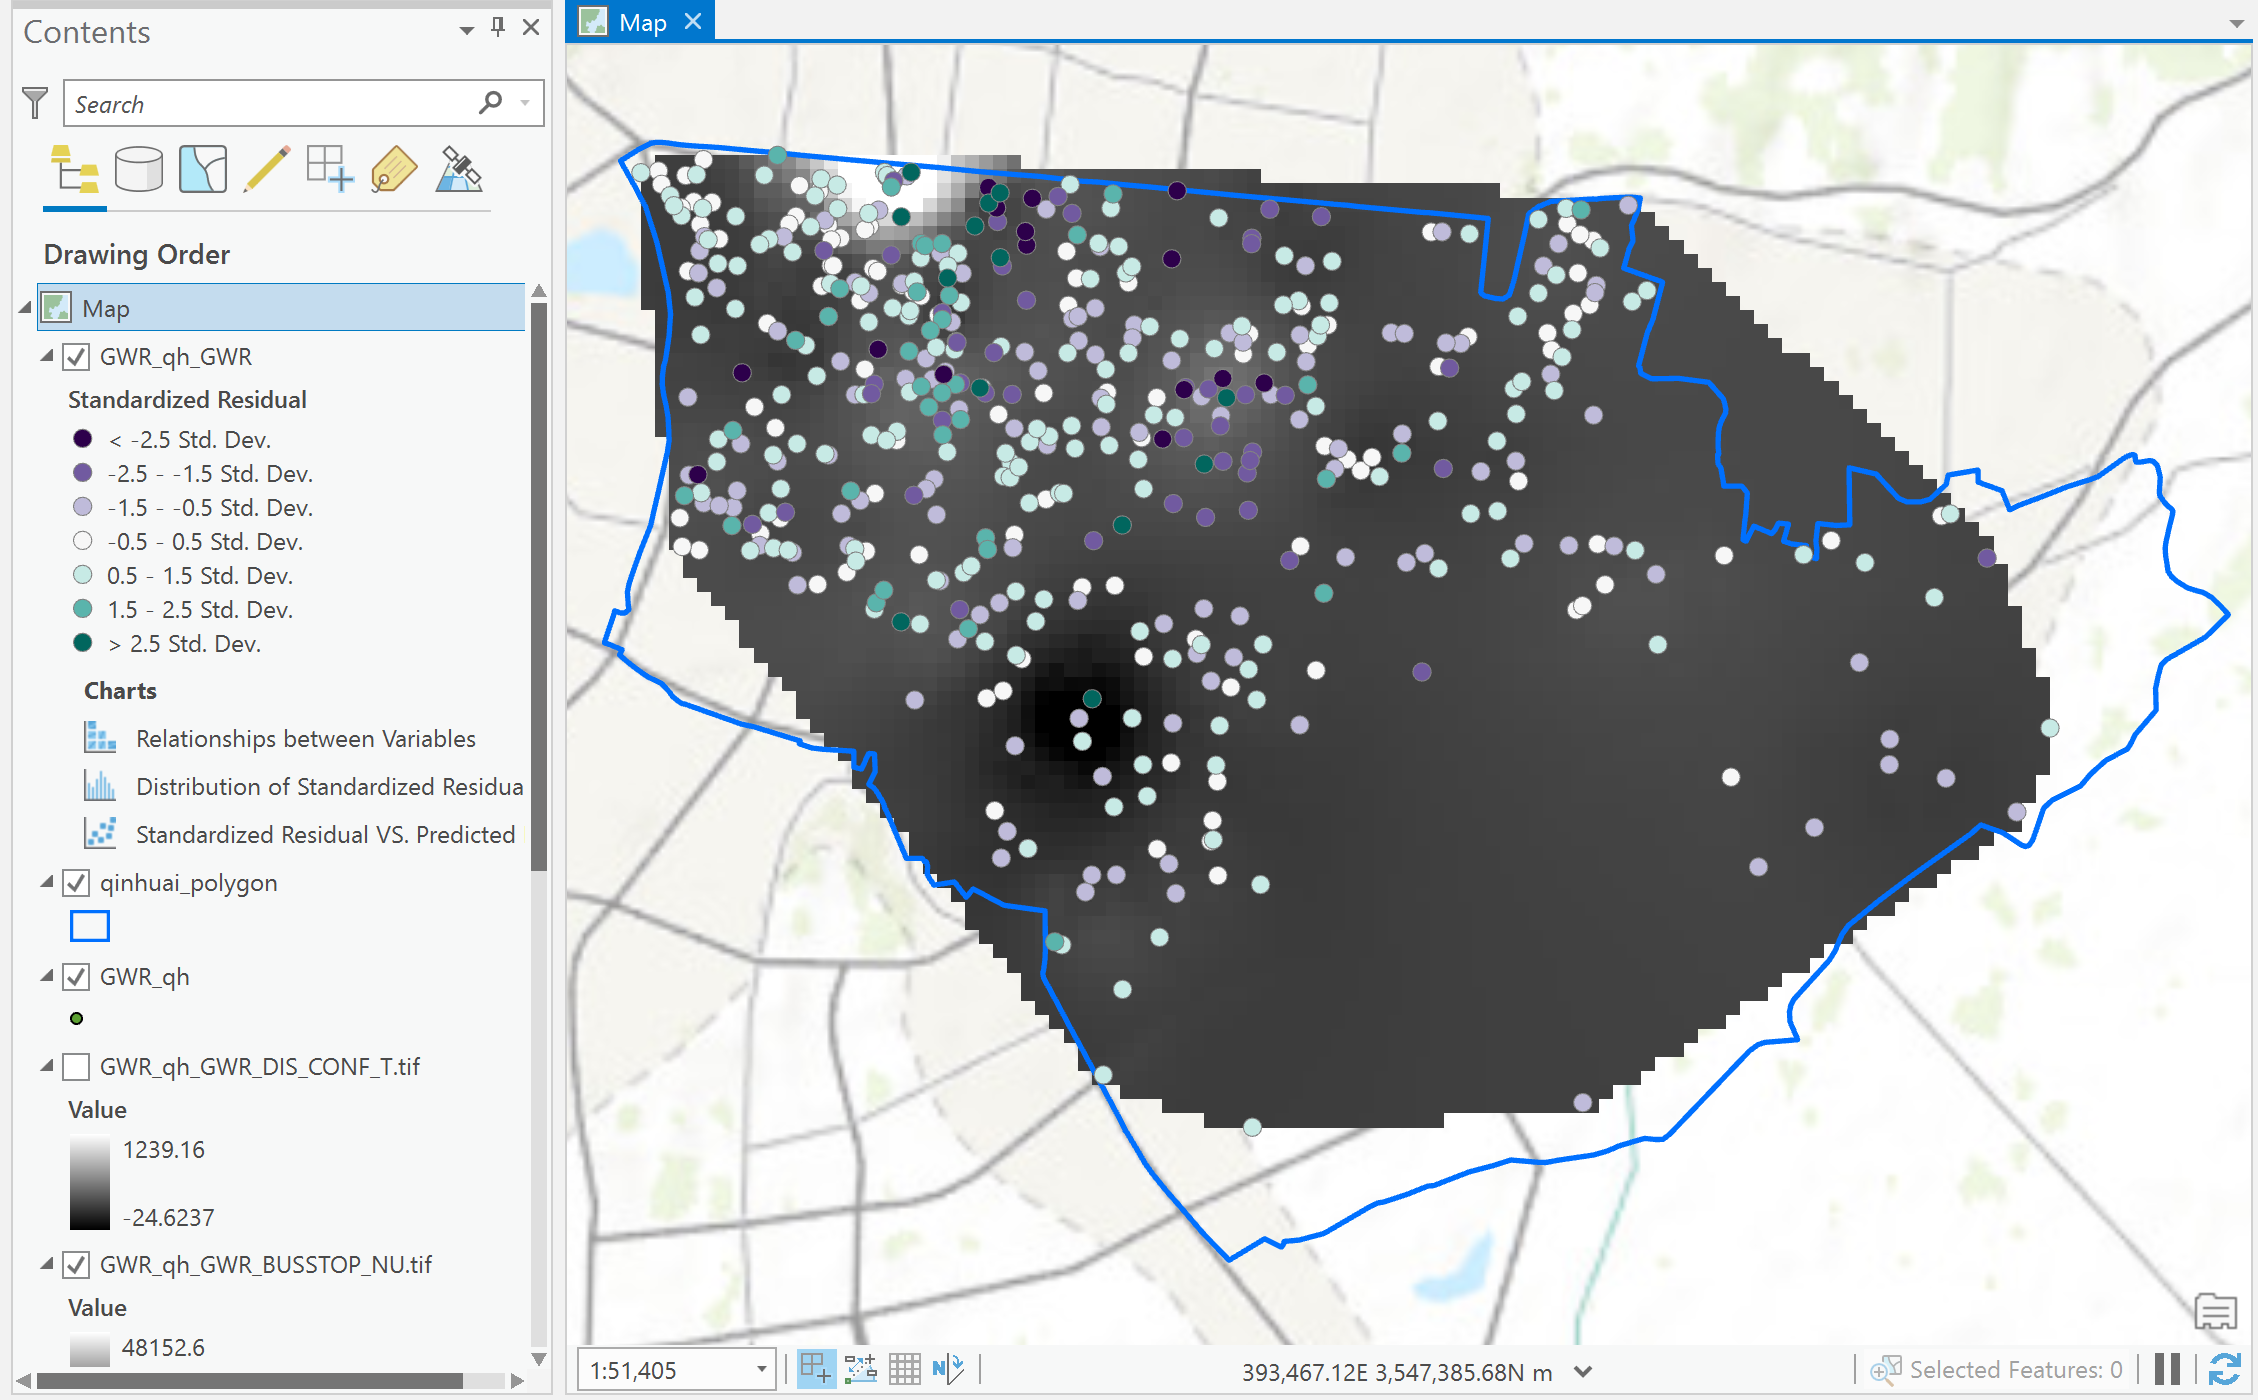 Contents
Search
Drawing Order
Map
GWR_qh_GWR
Standardized Residual
< -2.5 Std. Dev.
-2.5 - -1.5 Std. Dev.
-1.5 - -0.5 Std. Dev.
-0.5 - 0.5 Std. Dev.
0.5 - 1.5 Std. Dev.
1.5 - 2.5 Std. Dev.
> 2.5 Std. Dev.
Charts
Relationships between Variables
Distribution of Standardized Residua
Standardized Residual VS. Predicted
qinhuai_polygon
GWR_qh
GWR_qh_GWR_DIS_CONF_T.tif
Value
1239.16
-24.6237
GWR_qh_GWR_BUSSTOP_NU.tif
Value
48152.6
Map
1:51,405
N
393,467.12E 3,547,385.68N m
Selected Features: 0